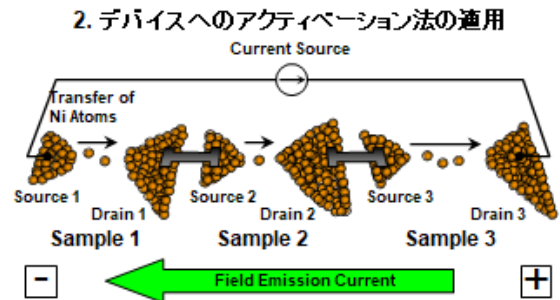 2. デバイスへのアクティベーション法の適用
Current Source
Transfer of
Ni Atoms
Source 1
Drain 1
Source 2
Drain 2
Source 3
Drain 3
Sample 1
Sample 2
Sample 3
-
Field Emission Current
+